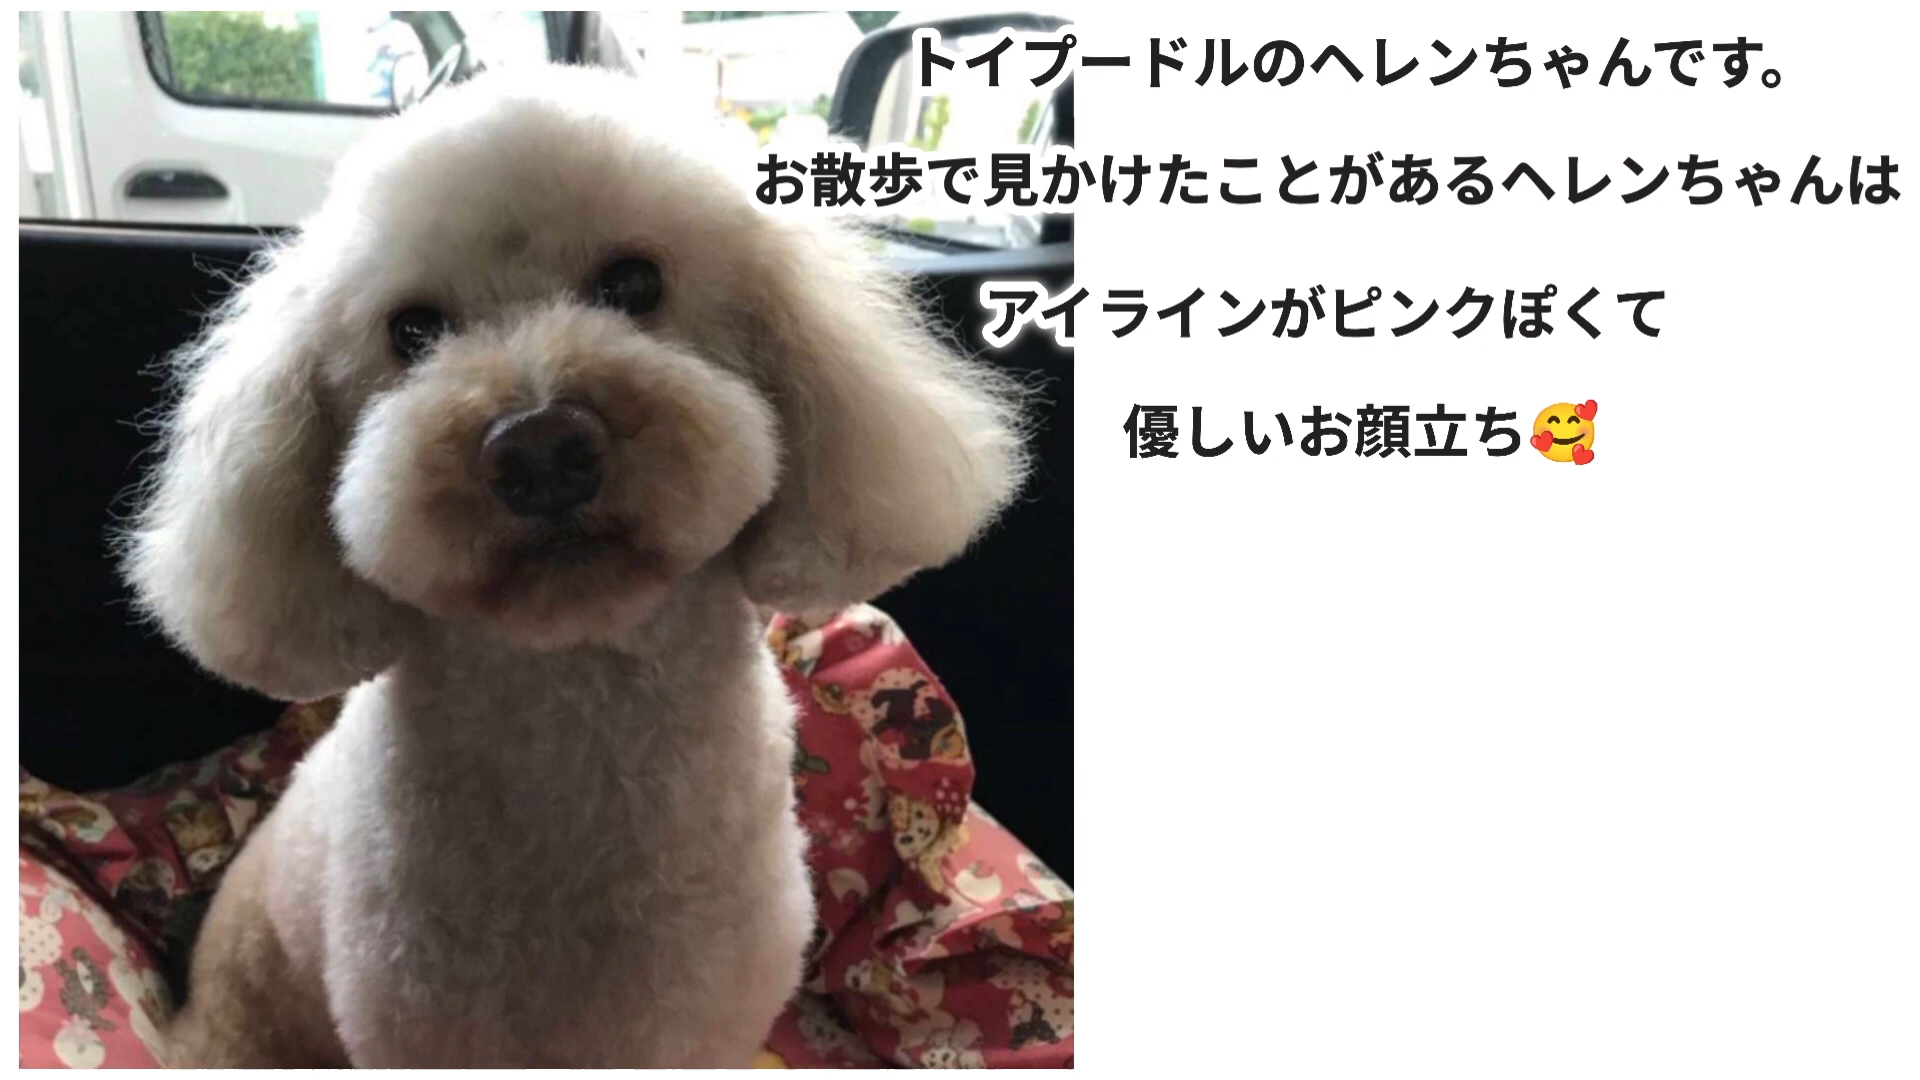 トイプードルのヘレンちゃんです。
お散歩で見かけたことがあるヘレンちゃんは
アイラインがピンクぽくて
優しいお顔立ち🥰